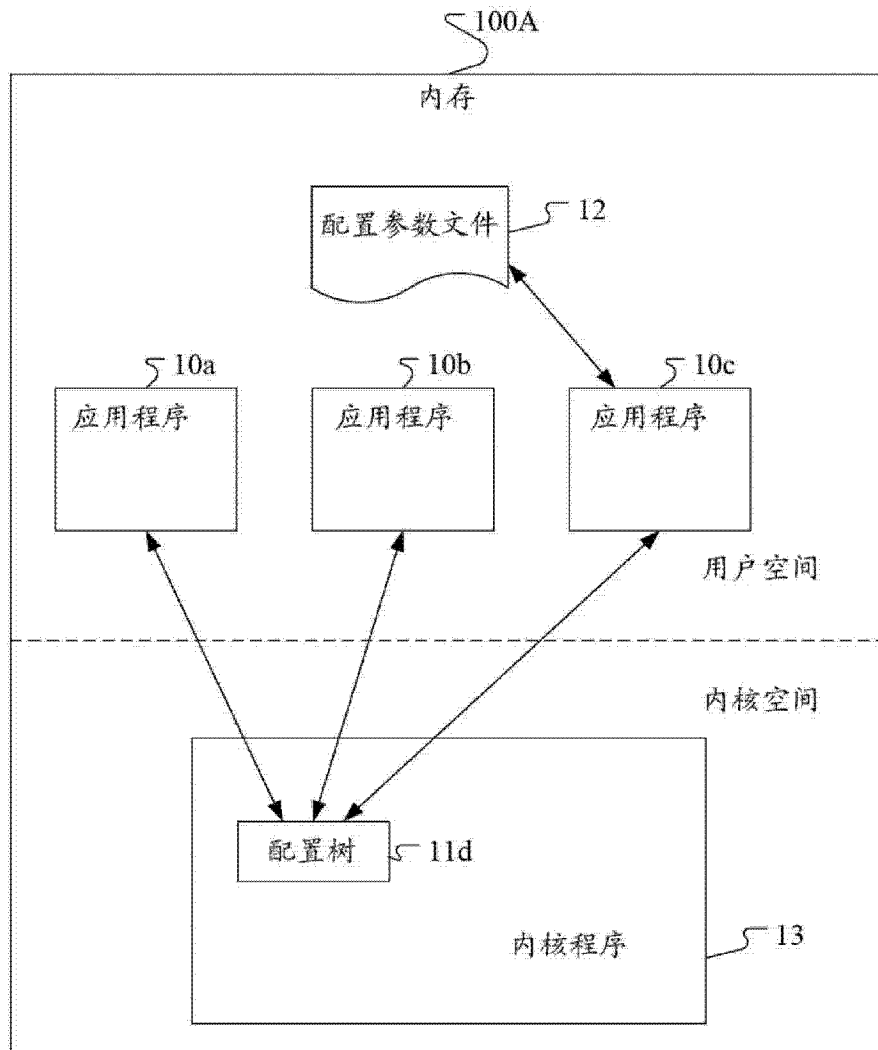 100A
内存
配置参数文件
12
10a
10b
10c
应用程序
应用程序
应用程序
用户空间
内核空间
配置树
11d
内核程序
13